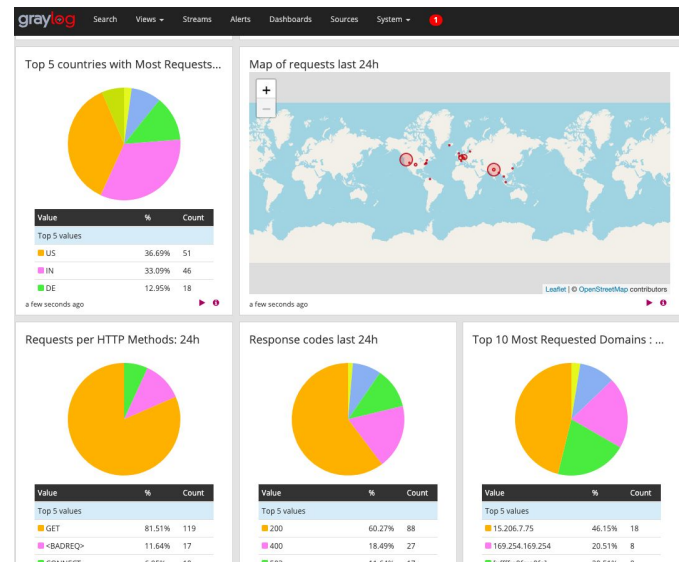 graylog Search Views Streams Alerts Dashboards Sources System 1
Top 5 countries with Most Requests...
Value % Count
Top 5 values
US 36.69% 51
IN 33.09% 46
DE 12.95% 18
a few seconds ago
Map of requests last 24h
+
−
Leaflet | © OpenStreetMap contributors
a few seconds ago
Requests per HTTP Methods: 24h
Value % Count
Top 5 values
GET 81.51% 119
<BADREQ> 11.64% 17
Response codes last 24h
Value % Count
Top 5 values
200 60.27% 88
400 18.49% 27
Top 10 Most Requested Domains : ...
Value % Count
Top 5 values
15.206.7.75 46.15% 18
169.254.169.254 20.51% 8